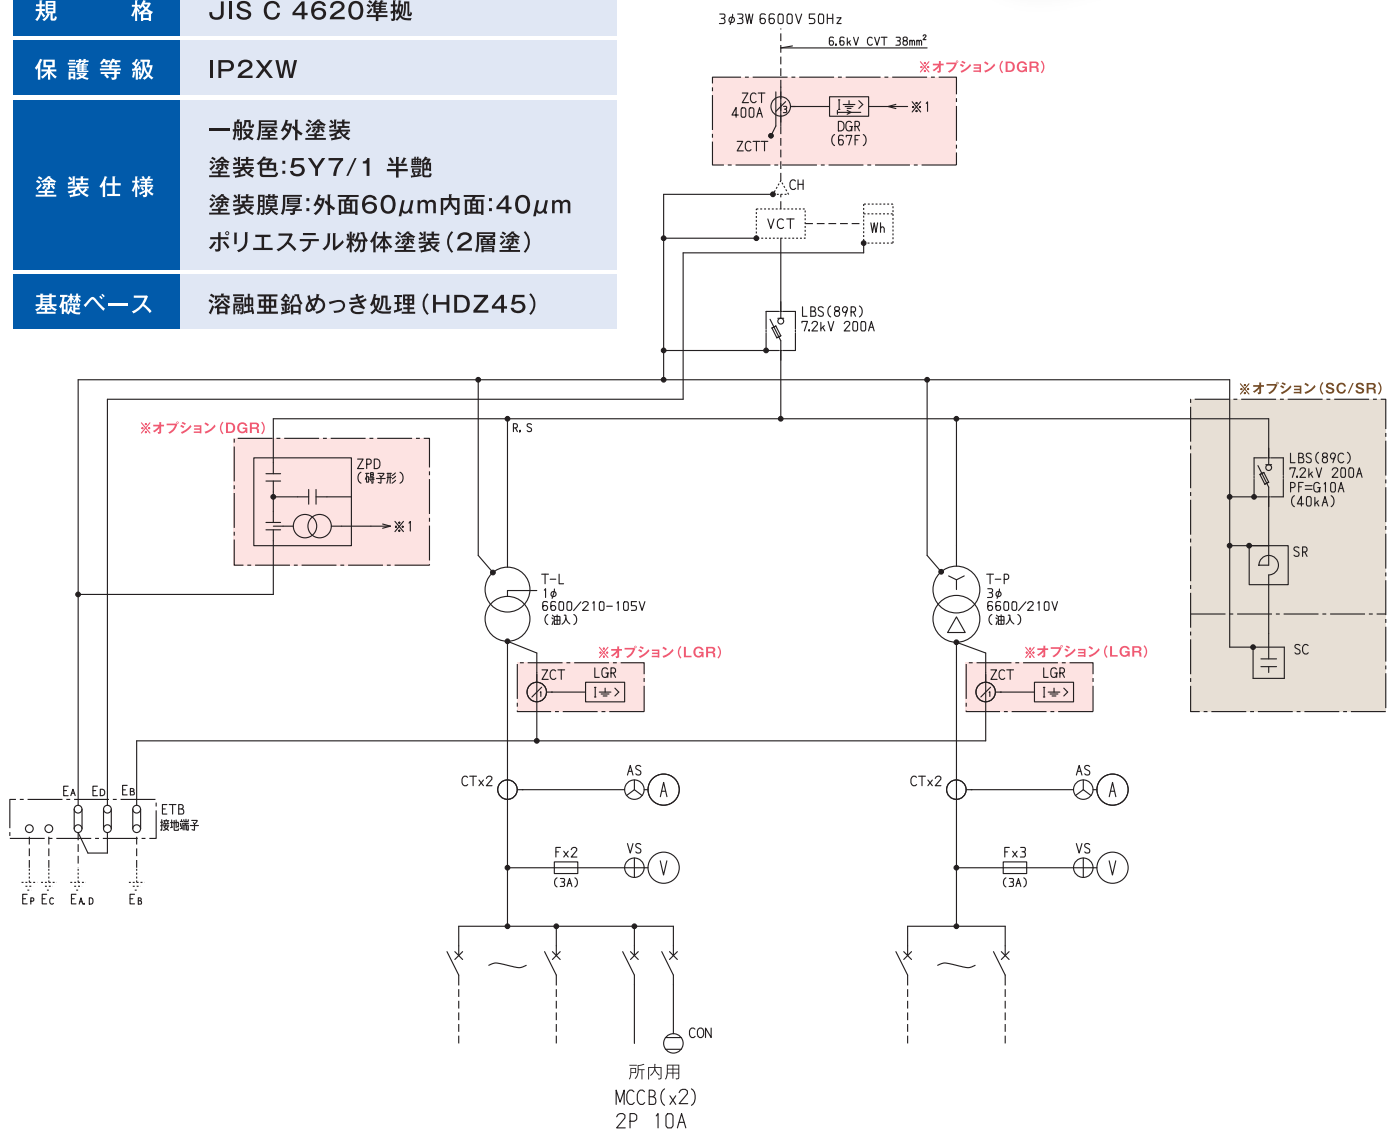 規 格
JIS C 4620準拠
保護等級
IP2XW
塗装仕様
一般屋外塗装
塗装色:5Y7/1 半艶
塗装膜厚:外面60μm内面:40μm
ポリエステル粉体塗装(2層塗)
基礎ベース
溶融亜鉛めっき処理(HDZ45)
3φ3W 6600V 50Hz
6.6kV CVT 38mm²
※オプション(DGR)
ZCT
400A
3
I
>
※1
DGR
(67F)
ZCTT
CH
VCT
Wh
LBS(89R)
7.2kV 200A
※オプション(SC/SR)
※オプション(DGR)
R,S
ZPD
(碍子形)
※1
LBS(89C)
7.2kV 200A
PF=G10A
(40kA)
SR
SC
T-L
1φ
6600/210-105V
(油入)
T-P
3φ
6600/210V
(油入)
※オプション(LGR)
ZCT
LGR
1
I
>
※オプション(LGR)
ZCT
LGR
1
I
>
CTx2
AS
A
CTx2
AS
A
EA
ED
EB
ETB
接地端子
Fx2
(3A)
VS
V
Fx3
(3A)
VS
V
EP
EC
EA.D
EB
CON
所内用
MCCB(x2)
2P 10A